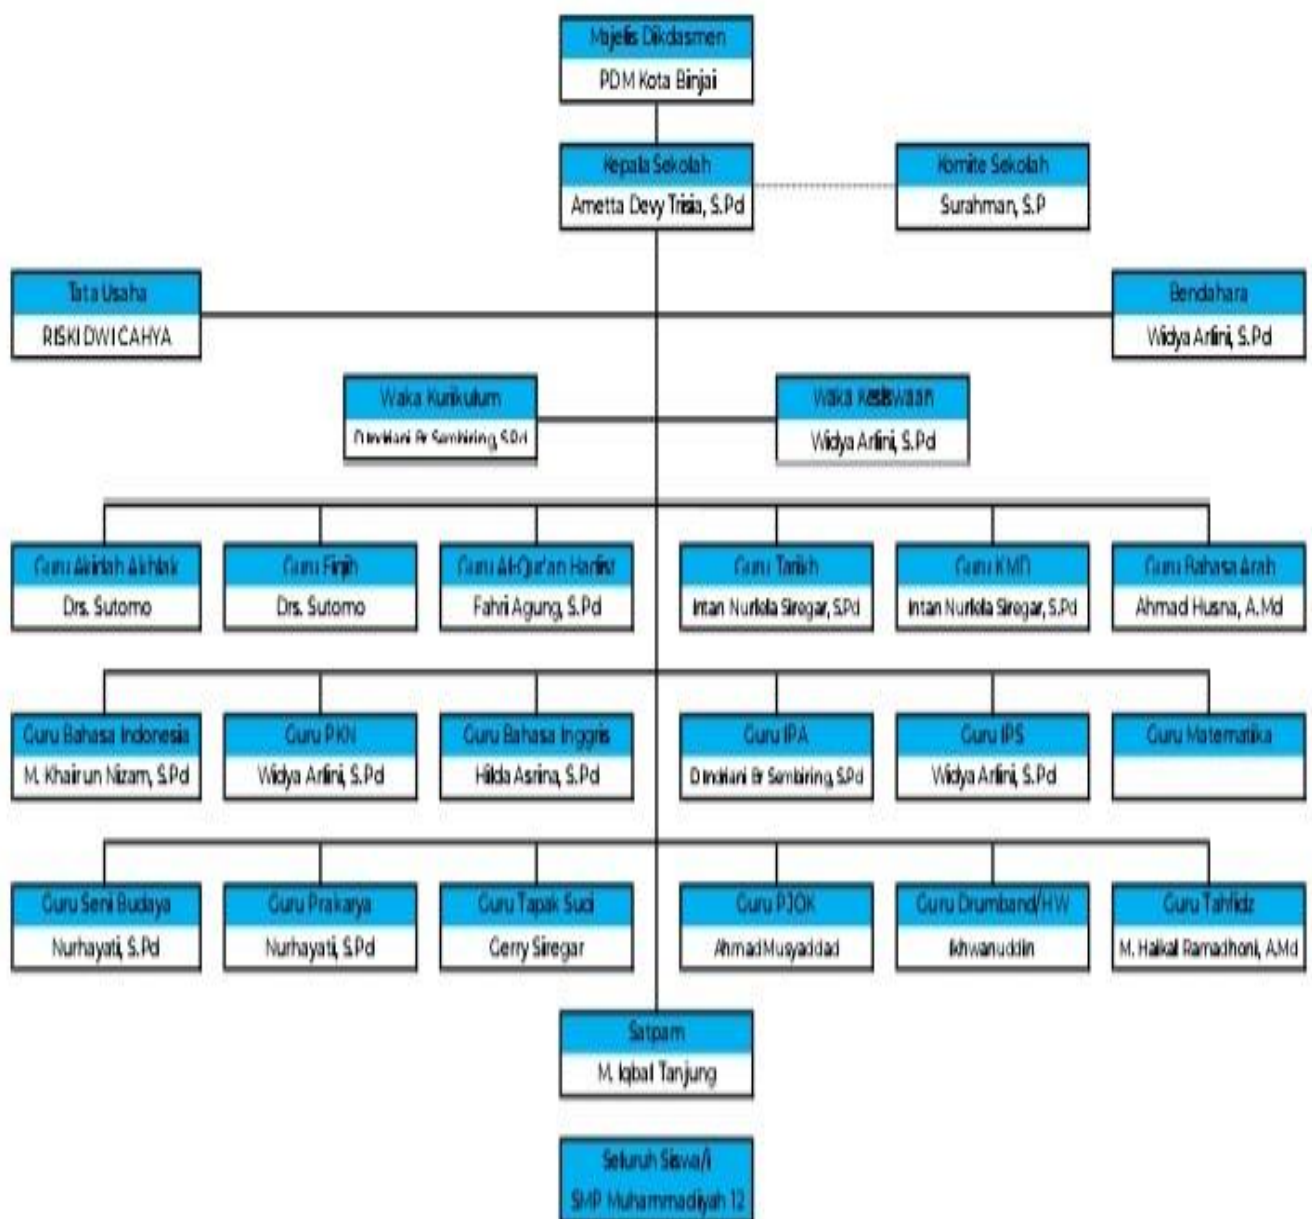 Majelis Dikdasmen
PDM Kota Binjai
Kepala Sekolah
Ametta Devy Trisia, S.Pd
Komite Sekolah
Surahman, S.P
Tata Usaha
RISKI DWI CAHYA
Bendahara
Widya Arlini, S.Pd
Waka Kurikulum
Br Sembiring, S.Pd
Waka Kesiswaan
Widya Arlini, S.Pd
Guru Akidah Akhlak
Drs. Sutomo
Guru Fiqih
Drs. Sutomo
Guru Al-Qur'an Hadist
Fahri Agung, S.Pd
Guru Tarikh
Intan Nurlela Siregar, S.Pd
Guru KMD
Intan Nurlela Siregar, S.Pd
Guru Bahasa Arab
Ahmad Husna, A.Md
Guru Bahasa Indonesia
M. Khairun Nizam, S.Pd
Guru PKN
Widya Arlini, S.Pd
Guru Bahasa Inggris
Hilda Asrina, S.Pd
Guru IPA
Br Sembiring, S.Pd
Guru IPS
Widya Arlini, S.Pd
Guru Matematika
Guru Seni Budaya
Nurhayati, S.Pd
Guru Prakarya
Nurhayati, S.Pd
Guru Tapak Suci
Gerry Siregar
Guru PJOK
Ahmad Musyaddad
Guru Drumband/HW
Ikhwanuddin
Guru Tahfidz
M. Haikal Ramadhoni, A.Md
Satpam
M. Iqbal Tanjung
Seluruh Siswa/i
SMP Muhammadiyah 12